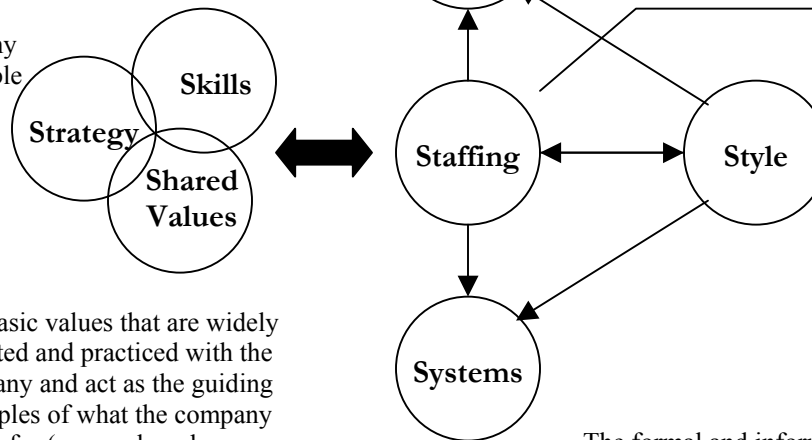 Skills
Strategy
Shared
Values
Staffing
Style
Systems
asic values that are widely
ted and practiced with the
any and act as the guiding
ples of what the company